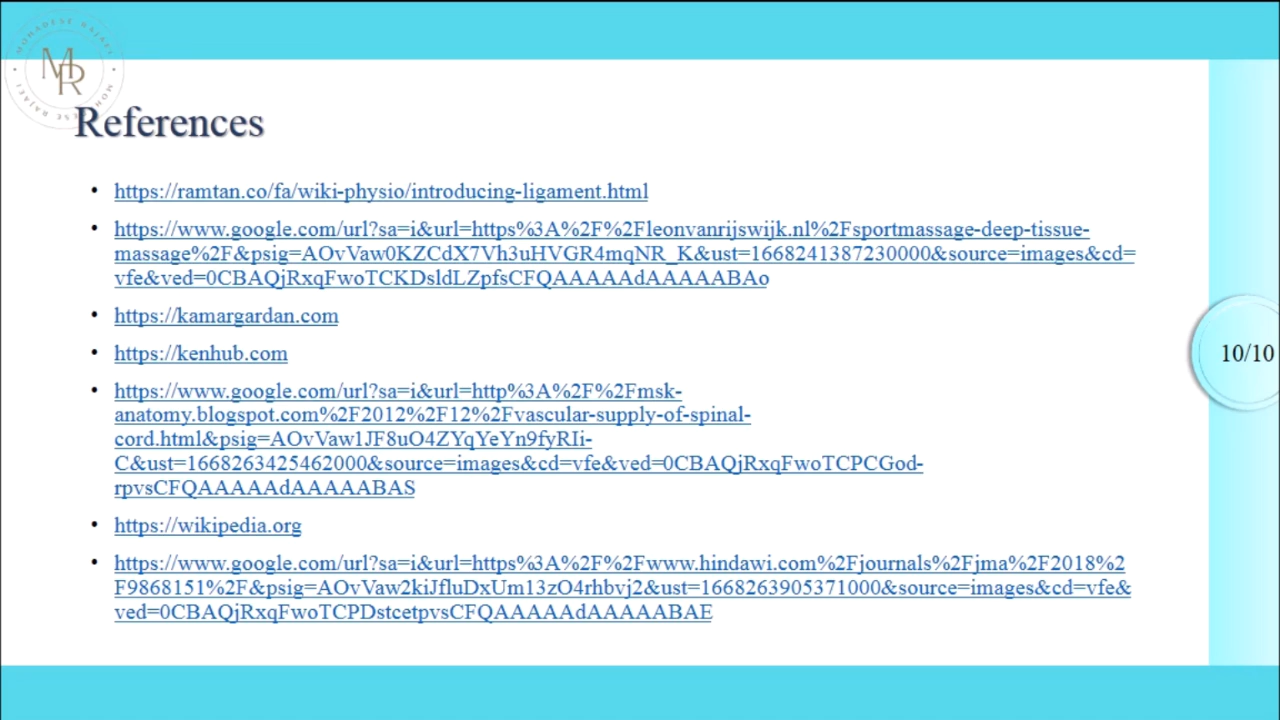 MOHADESE RAJAEI
MR
References
• https://ramtan.co/fa/wiki-physio/introducing-ligament.html
• https://www.google.com/url?sa=i&url=https%3A%2F%2Fleonvanrijswijk.nl%2Fsportmassage-deep-tissue-
massage%2F&psig=AOvVaw0KZCdX7Vh3uHVGR4mqNR_K&ust=1668241387230000&source=images&cd=
vfe&ved=0CBAQjRxqFwoTCKDsldLZpfsCFQAAAAAdAAAAABAo
• https://kamargardan.com
• https://kenhub.com
• https://www.google.com/url?sa=i&url=http%3A%2F%2Fmsk-
anatomy.blogspot.com%2F2012%2F12%2Fvascular-supply-of-spinal-
cord.html&psig=AOvVaw1JF8uO4ZYqYeYn9fyRIi-
C&ust=1668263425462000&source=images&cd=vfe&ved=0CBAQjRxqFwoTCPCGod-
rpvsCFQAAAAAdAAAAABAS
• https://wikipedia.org
• https://www.google.com/url?sa=i&url=https%3A%2F%2Fwww.hindawi.com%2Fjournals%2Fjma%2F2018%2
F9868151%2F&psig=AOvVaw2kiJfluDxUm13zO4rhbvj2&ust=1668263905371000&source=images&cd=vfe&
ved=0CBAQjRxqFwoTCPDstcetpvsCFQAAAAAdAAAAABAE
10/10